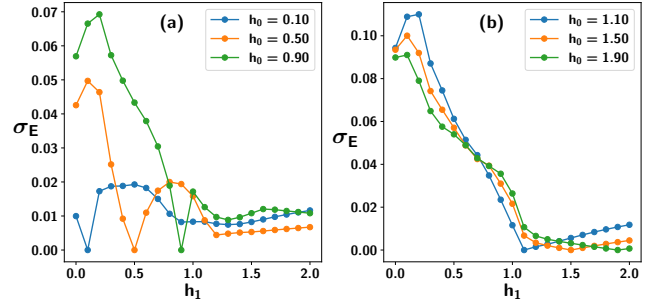 (a)
h₀ = 0.10
h₀ = 0.50
h₀ = 0.90
σ_E
0.07
0.06
0.05
0.04
0.03
0.02
0.01
0.00
0.0 0.5 1.0 1.5 2.0
h₁
(b)
h₀ = 1.10
h₀ = 1.50
h₀ = 1.90
σ_E
0.10
0.08
0.06
0.04
0.02
0.00
0.0 0.5 1.0 1.5 2.0
h₁